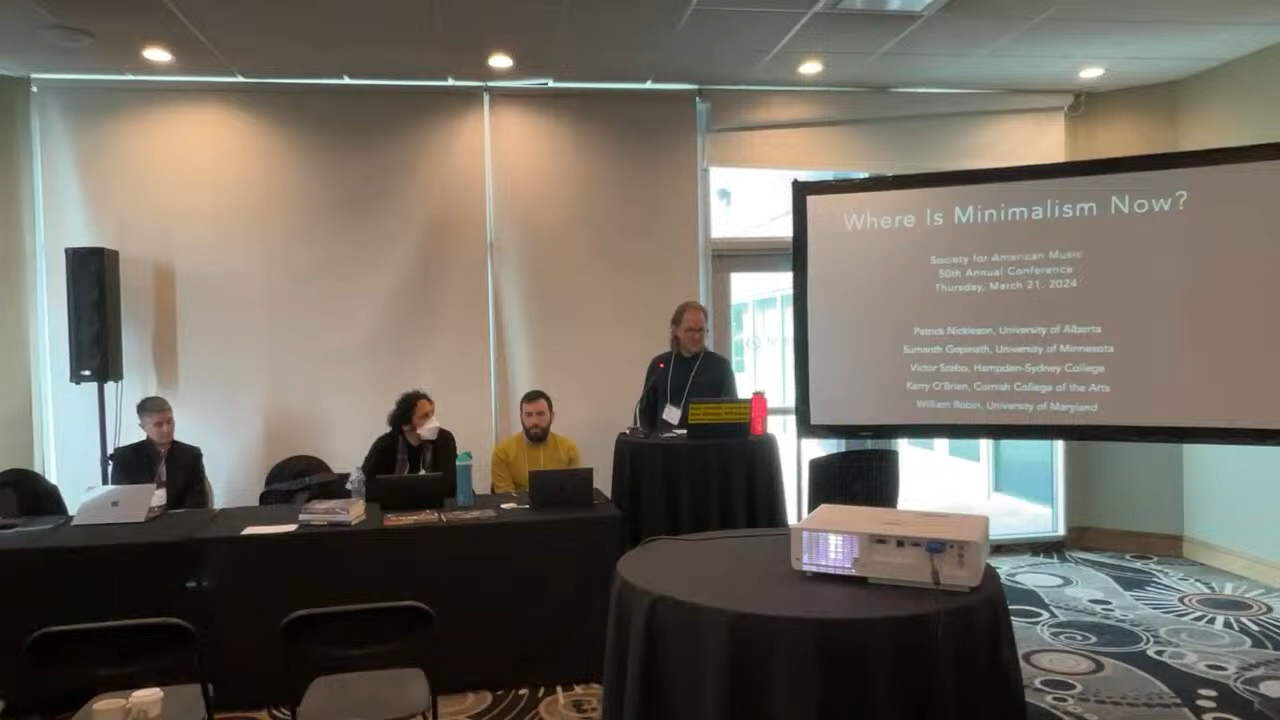 Where Is Minimalism Now?
Society for American Music
50th Annual Conference
Thursday, March 21, 2024
Patrick Nickleson, University of Alberta
Sumanth Gopinath, University of Minnesota
Victor Szabo, Hampden-Sydney College
Kerry O'Brien, Cornish College of the Arts
William Robin, University of Maryland